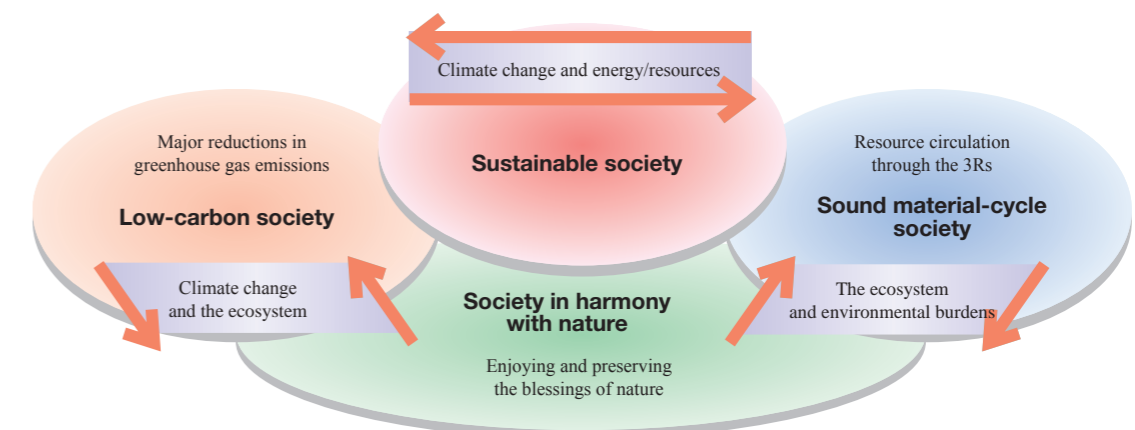 Climate change and energy/resources
Sustainable society
Major reductions in
greenhouse gas emissions
Low-carbon society
Resource circulation
through the 3Rs
Sound material-cycle
society
Climate change
and the ecosystem
Society in harmony
with nature
Enjoying and preserving
the blessings of nature
The ecosystem
and environmental burdens